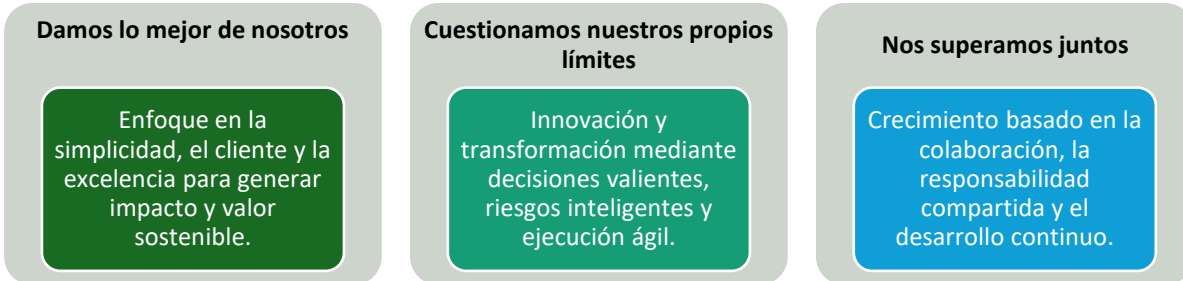 Damos lo mejor de nosotros
Enfoque en la
simplicidad, el cliente y la
excelencia para generar
impacto y valor
sostenible.
Cuestionamos nuestros propios
límites
Innovación y
transformación mediante
decisiones valientes,
riesgos inteligentes y
ejecución ágil.
Nos superamos juntos
Crecimiento basado en la
colaboración, la
responsabilidad
compartida y el
desarrollo continuo.